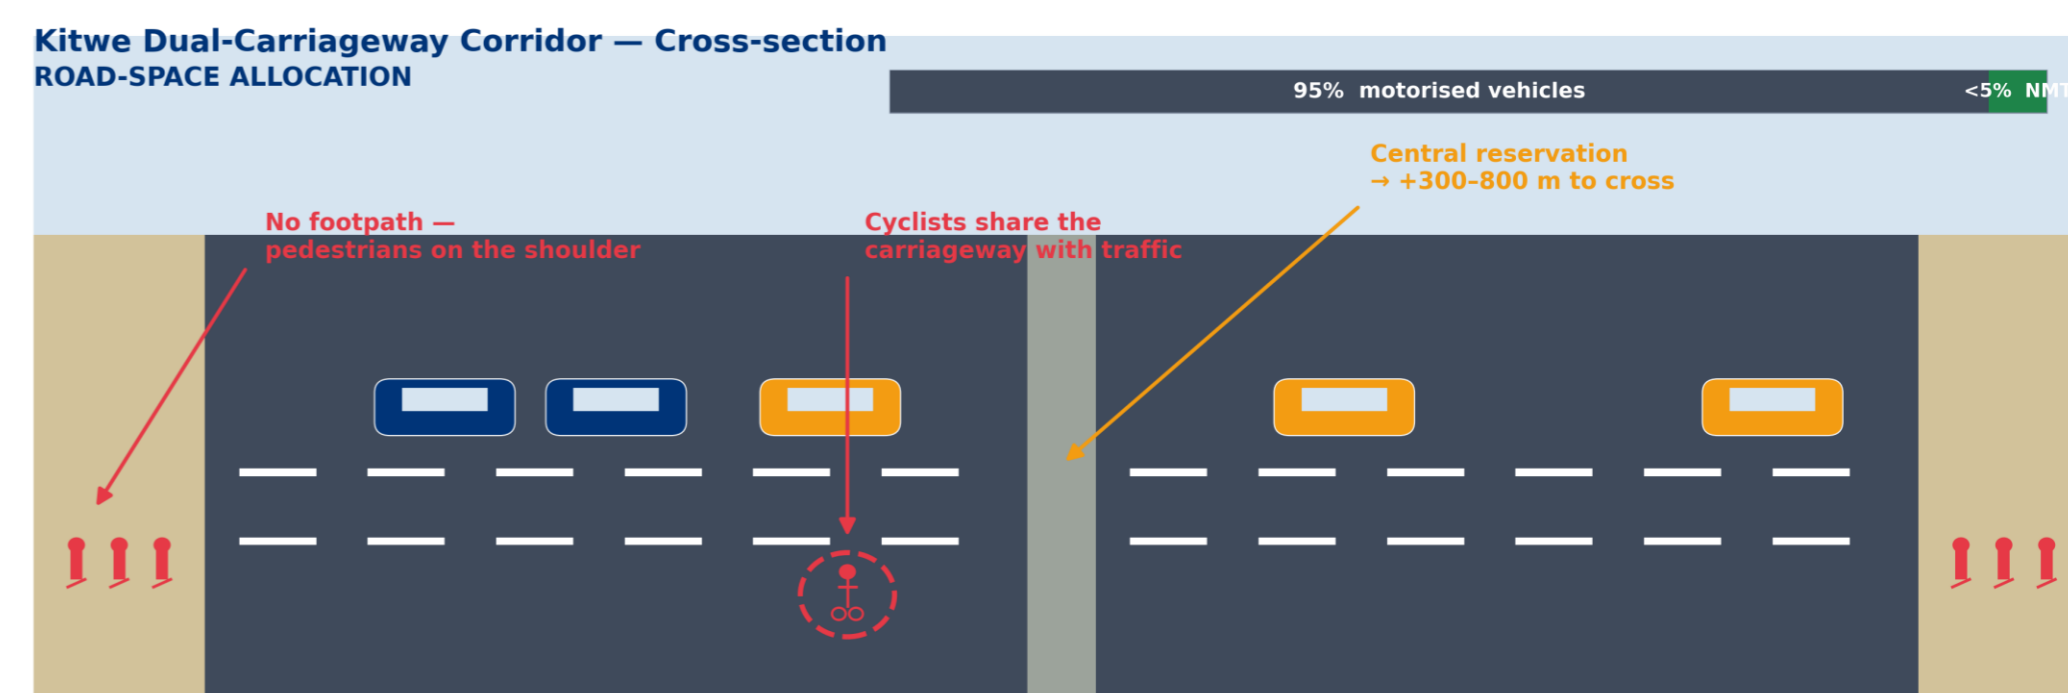 Kitwe Dual-Carriageway Corridor — Cross-section
ROAD-SPACE ALLOCATION
95% motorised vehicles
<5% NMT
Central reservation
→ +300–800 m to cross
No footpath —
pedestrians on the shoulder
Cyclists share the
carriageway with traffic